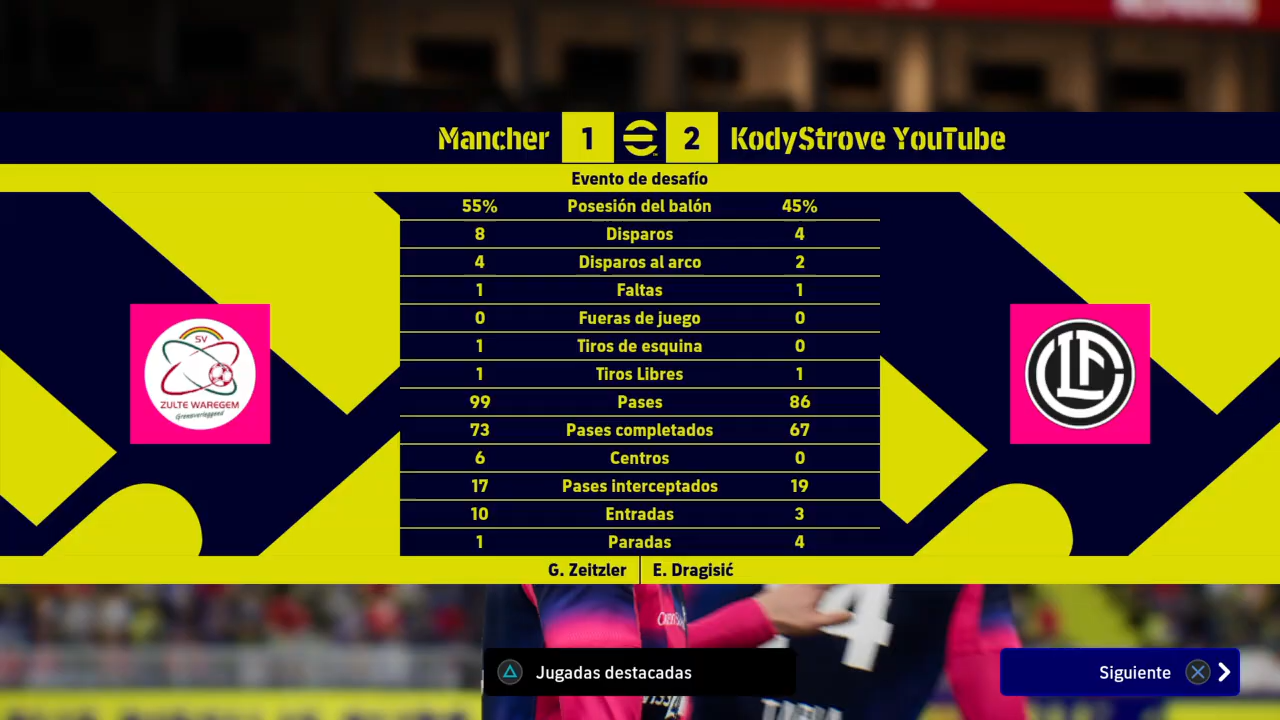 Mancher 1 2 KodyStrove YouTube
Evento de desafío
55% Posesión del balón 45%
8 Disparos 4
4 Disparos al arco 2
1 Faltas 1
0 Fueras de juego 0
1 Tiros de esquina 0
1 Tiros Libres 1
99 Pases 86
73 Pases completados 67
6 Centros 0
17 Pases interceptados 19
10 Entradas 3
1 Paradas 4
SV
ZULTE WAREGEM
FCL
G. Zeitzler E. Dragisić
4
Jugadas destacadas
Siguiente